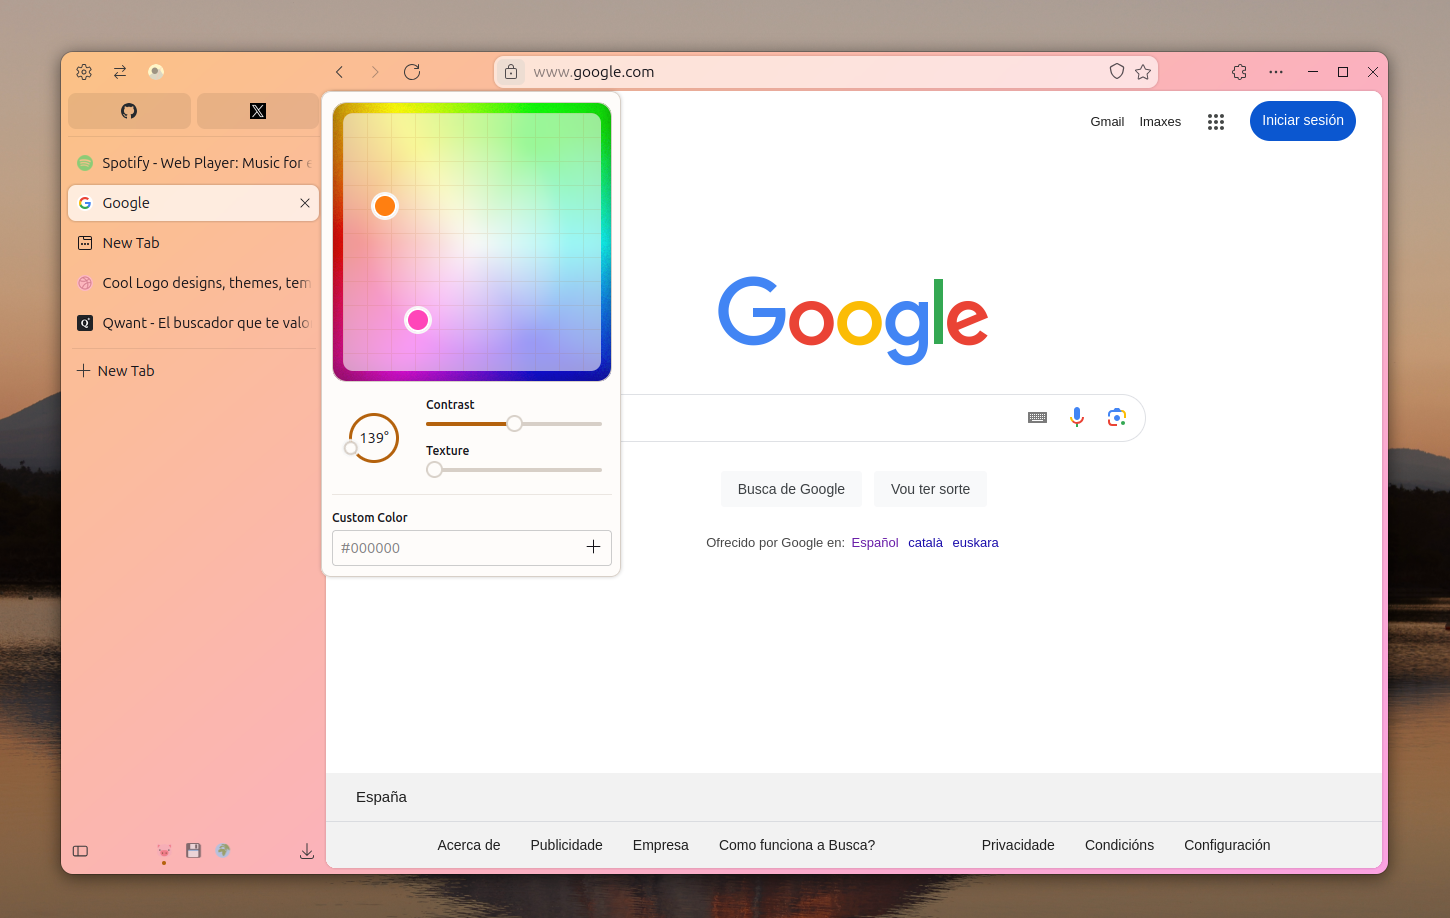 www.google.com
Spotify - Web Player: Music for e
Google
New Tab
Cool Logo designs, themes, tem
Qwant - El buscador que te valo
New Tab
139°
Contrast
Texture
Custom Color
#000000
Gmail
Imaxes
Iniciar sesión
Google
Busca de Google
Vou ter sorte
Ofrecido por Google en: Español català euskara
España
Acerca de
Publicidade
Empresa
Como funciona a Busca?
Privacidade
Condicións
Configuración